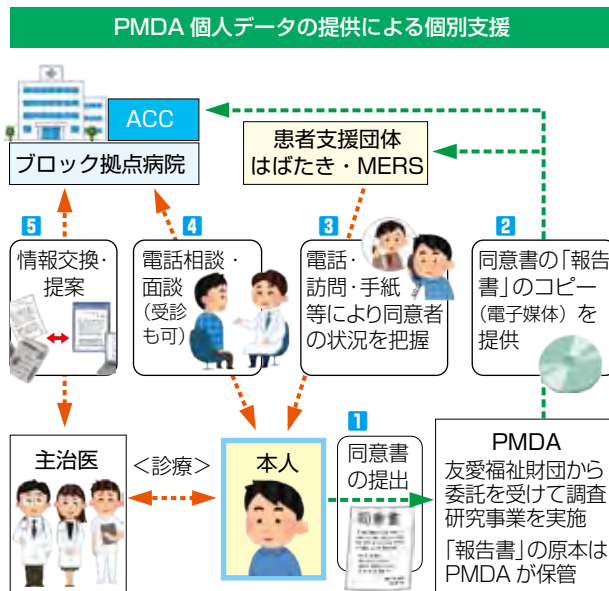 PMDA 個人データの提供による個別支援
ACC
ブロック拠点病院
患者支援団体
はばたき・MERS
5
情報交換・
提案
4
電話相談・
面談
(受診
も可)
3
電話・
訪問・手紙
等により同意者
の状況を把握
2
同意書の「報告
書」のコピー
(電子媒体)を
提供
主治医
<診療>
本人
1
同意書
の提出
同意書
PMDA
友愛福祉財団から
委託を受けて調査
研究事業を実施
「報告書」の原本は
PMDA が保管